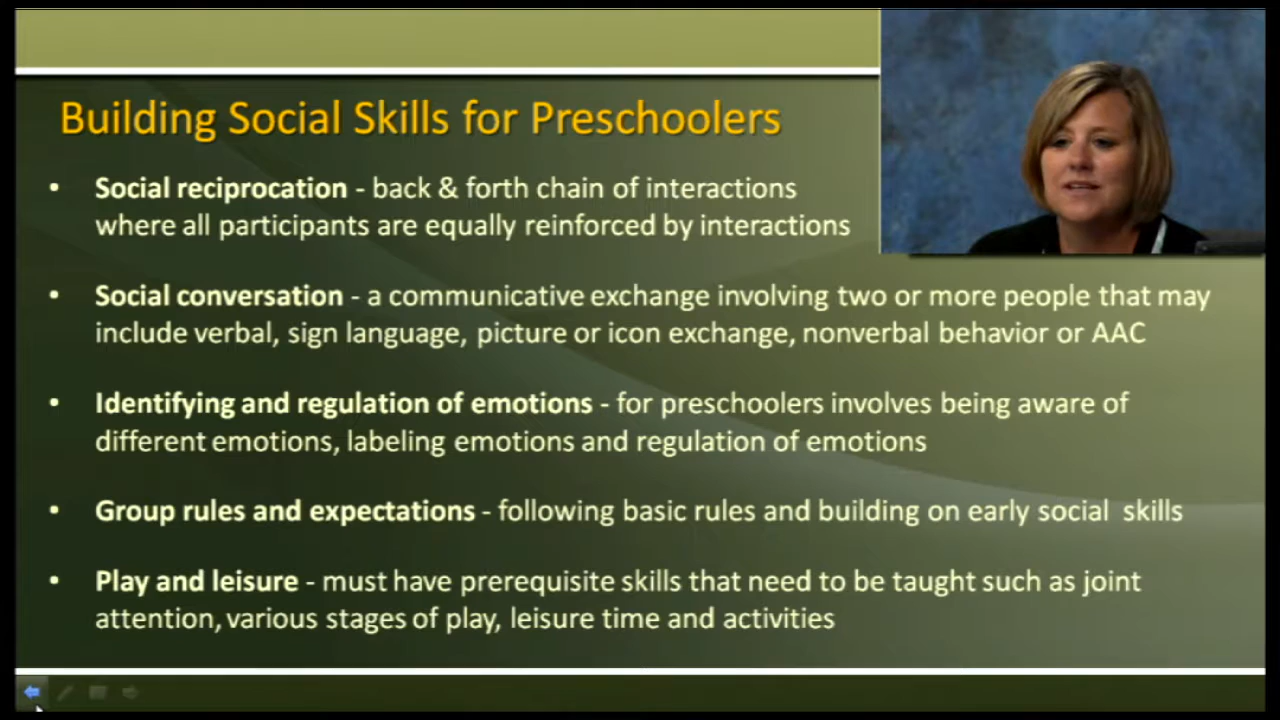 Building Social Skills for Preschoolers
• Social reciprocation - back & forth chain of interactions
where all participants are equally reinforced by interactions
• Social conversation - a communicative exchange involving two or more people that may
include verbal, sign language, picture or icon exchange, nonverbal behavior or AAC
• Identifying and regulation of emotions - for preschoolers involves being aware of
different emotions, labeling emotions and regulation of emotions
• Group rules and expectations - following basic rules and building on early social skills
• Play and leisure - must have prerequisite skills that need to be taught such as joint
attention, various stages of play, leisure time and activities